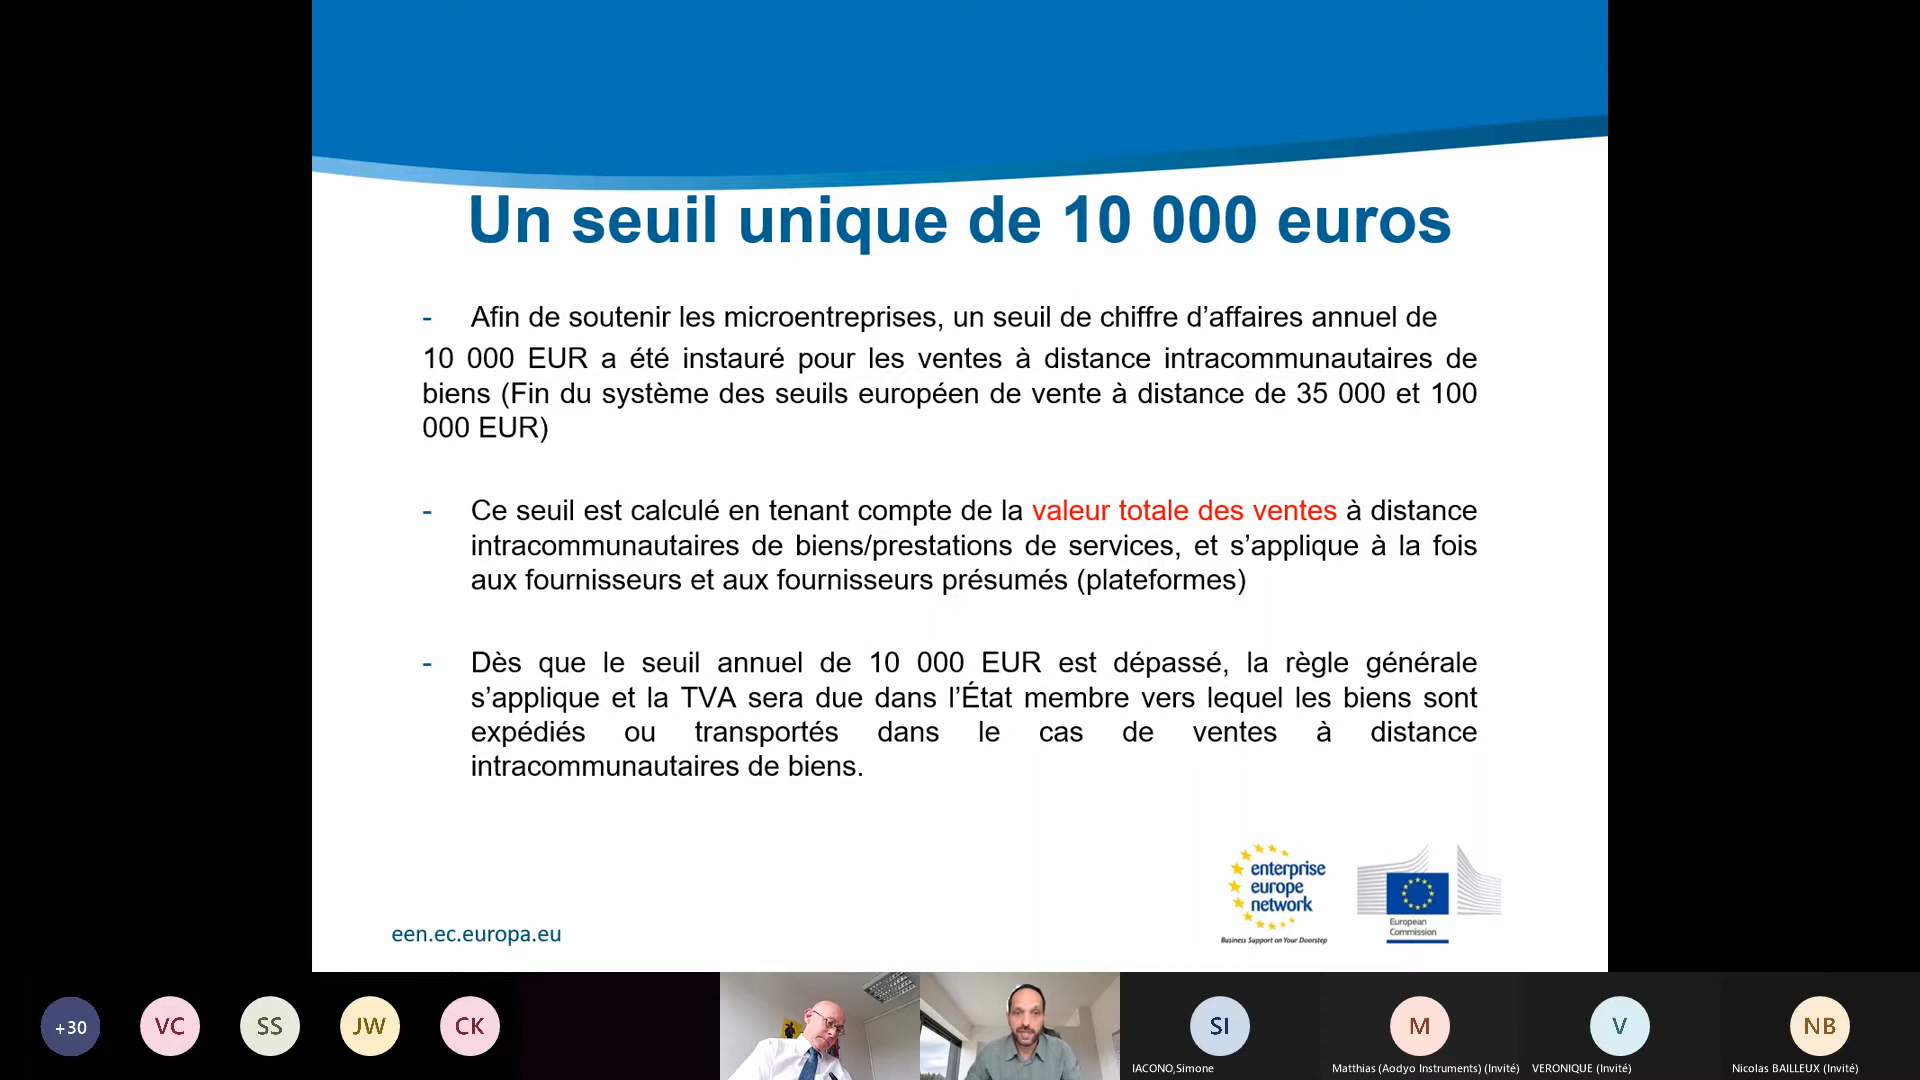 Un seuil unique de 10 000 euros
- Afin de soutenir les microentreprises, un seuil de chiffre d’affaires annuel de
10 000 EUR a été instauré pour les ventes à distance intracommunautaires de
biens (Fin du système des seuils européen de vente à distance de 35 000 et 100
000 EUR)
- Ce seuil est calculé en tenant compte de la valeur totale des ventes à distance
intracommunautaires de biens/prestations de services, et s’applique à la fois
aux fournisseurs et aux fournisseurs présumés (plateformes)
- Dès que le seuil annuel de 10 000 EUR est dépassé, la règle générale
s’applique et la TVA sera due dans l’État membre vers lequel les biens sont
expédiés ou transportés dans le cas de ventes à distance
intracommunautaires de biens.
enterprise
europe
network
Business Support on Your Doorstep
European
Commission
een.ec.europa.eu
+30
VC
SS
JW
CK
SI
M
V
NB
IACONO,Simone
Matthias (Aodyo Instruments) (Invité)
VERONIQUE (Invité)
Nicolas BAILLEUX (Invité)